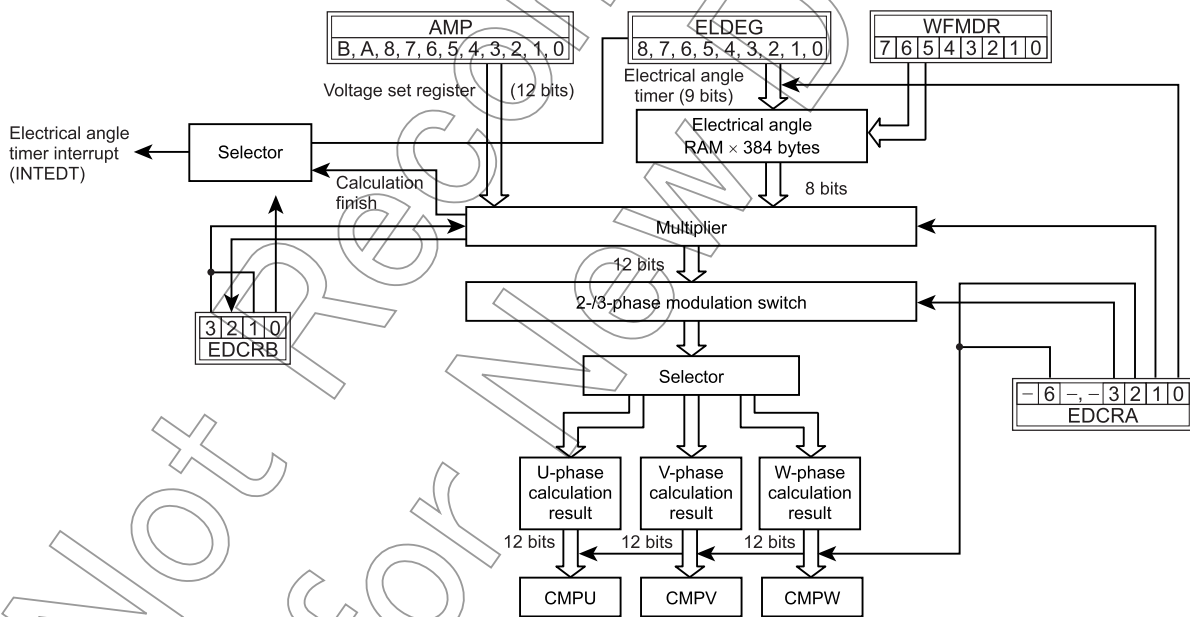 AMP
B, A, 8, 7, 6, 5, 4, 3, 2, 1, 0
ELDEG
8, 7, 6, 5, 4, 3, 2, 1, 0
WFMDR
7 6 5 4 3 2 1 0
Voltage set register (12 bits)
Electrical angle
timer (9 bits)
Electrical angle
RAM × 384 bytes
Electrical angle
timer interrupt
(INTEDT)
Selector
Calculation
finish
8 bits
Multiplier
12 bits
2-/3-phase modulation switch
3 2 1 0
EDCRB
Selector
– 6 –, – 3 2 1 0
EDCRA
U-phase
calculation
result
V-phase
calculation
result
W-phase
calculation
result
12 bits
12 bits
12 bits
CMPU
CMPV
CMPW
Not Recom
for New D